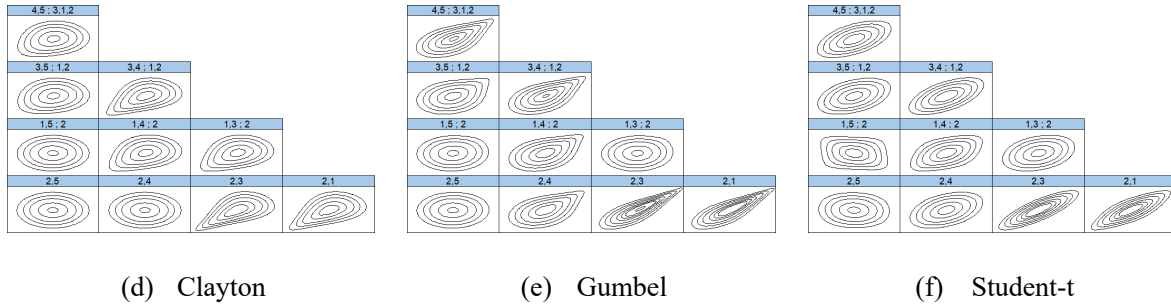 4,5 ; 3,1,2
3,5 ; 1,2 3,4 ; 1,2
1,5 ; 2 1,4 ; 2 1,3 ; 2
2,5 2,4 2,3 2,1
(d) Clayton
4,5 ; 3,1,2
3,5 ; 1,2 3,4 ; 1,2
1,5 ; 2 1,4 ; 2 1,3 ; 2
2,5 2,4 2,3 2,1
(e) Gumbel
4,5 ; 3,1,2
3,5 ; 1,2 3,4 ; 1,2
1,5 ; 2 1,4 ; 2 1,3 ; 2
2,5 2,4 2,3 2,1
(f) Student-t